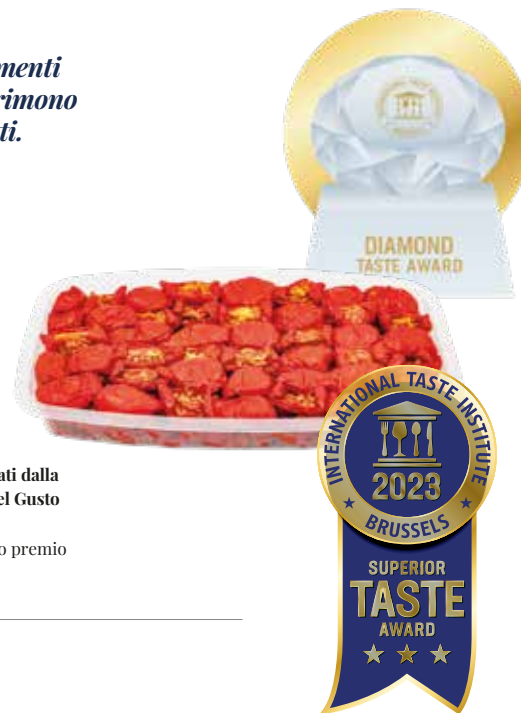 menti
rimono
ti.
DIAMOND
TASTE AWARD
INTERNATIONAL TASTE INSTITUTE
2023
BRUSSELS
ati dalla
el Gusto
o premio
SUPERIOR
TASTE
AWARD